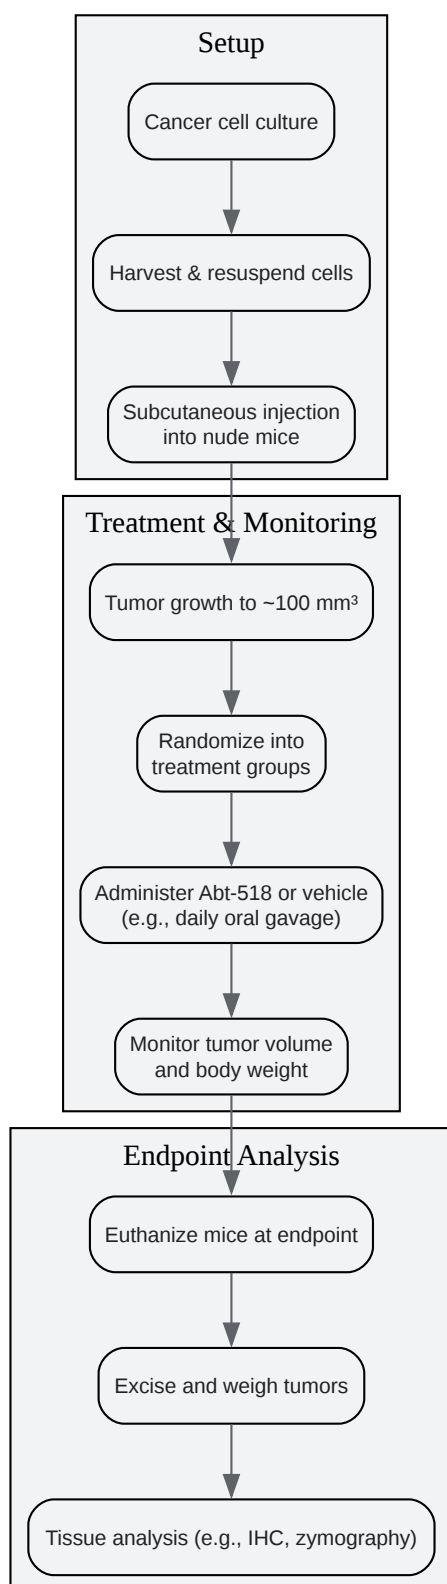 Setup
Cancer cell culture
Harvest & resuspend cells
Subcutaneous injection
into nude mice
Treatment & Monitoring
Tumor growth to ~100 mm³
Randomize into
treatment groups
Administer Abt-518 or vehicle
(e.g., daily oral gavage)
Monitor tumor volume
and body weight
Endpoint Analysis
Euthanize mice at endpoint
Excise and weigh tumors
Tissue analysis (e.g., IHC, zymography)